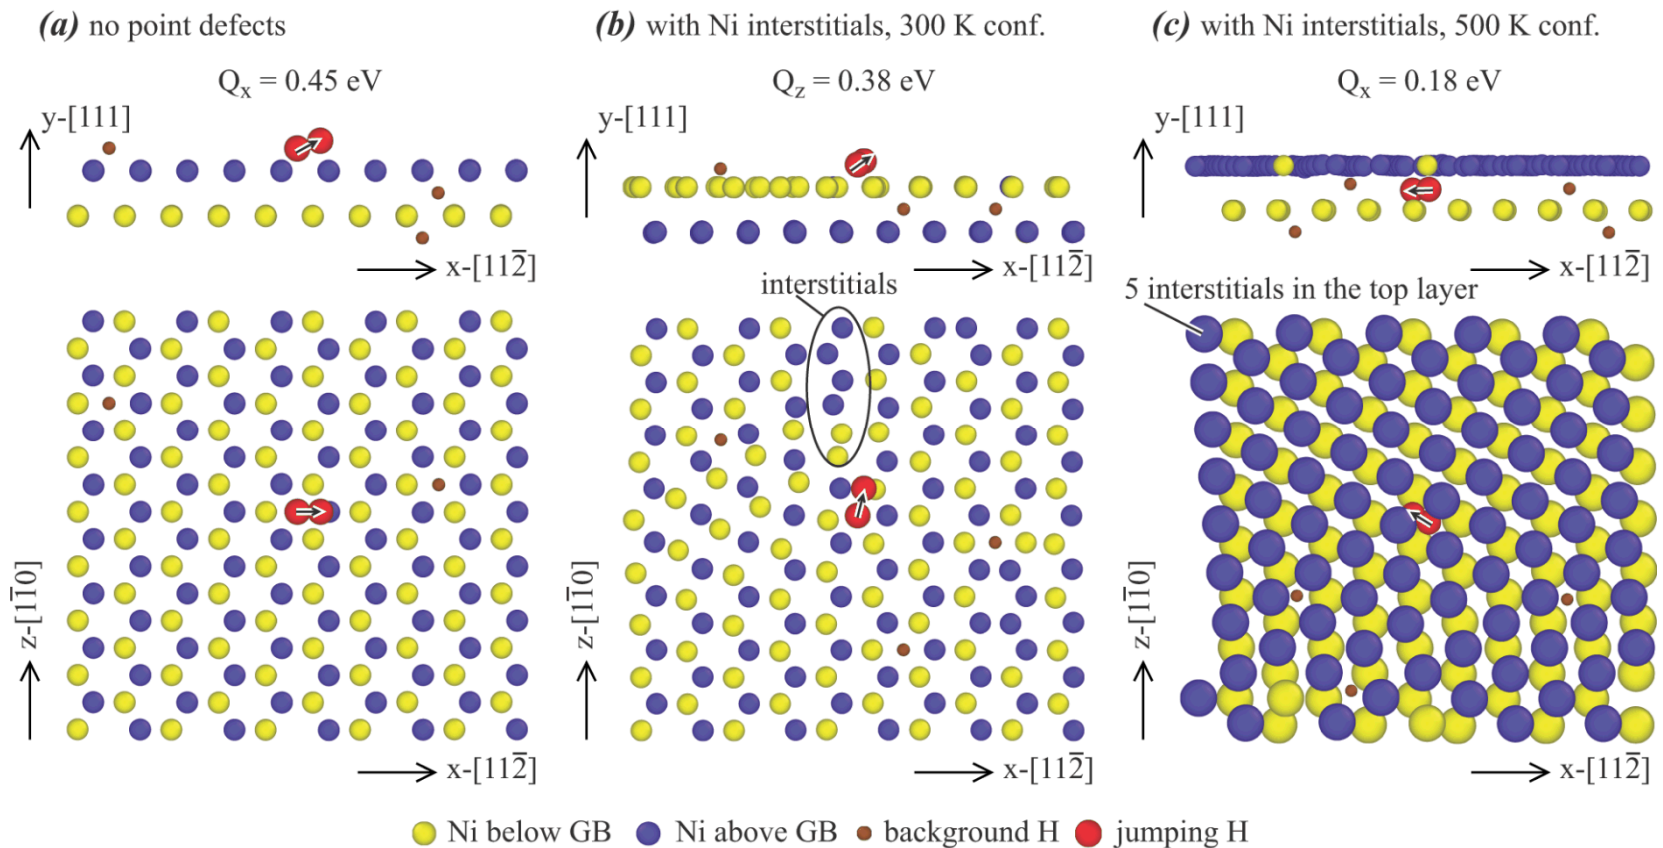 (a) no point defects
(b) with Ni interstitials, 300 K conf.
(c) with Ni interstitials, 500 K conf.
Qx = 0.45 eV
Qz = 0.38 eV
Qx = 0.18 eV
y-[111]
y-[111]
y-[111]
x-[112̅]
x-[112̅]
x-[112̅]
interstitials
5 interstitials in the top layer
z-[11̅0]
z-[11̅0]
z-[11̅0]
x-[112̅]
x-[112̅]
x-[112̅]
Ni below GB Ni above GB background H jumping H